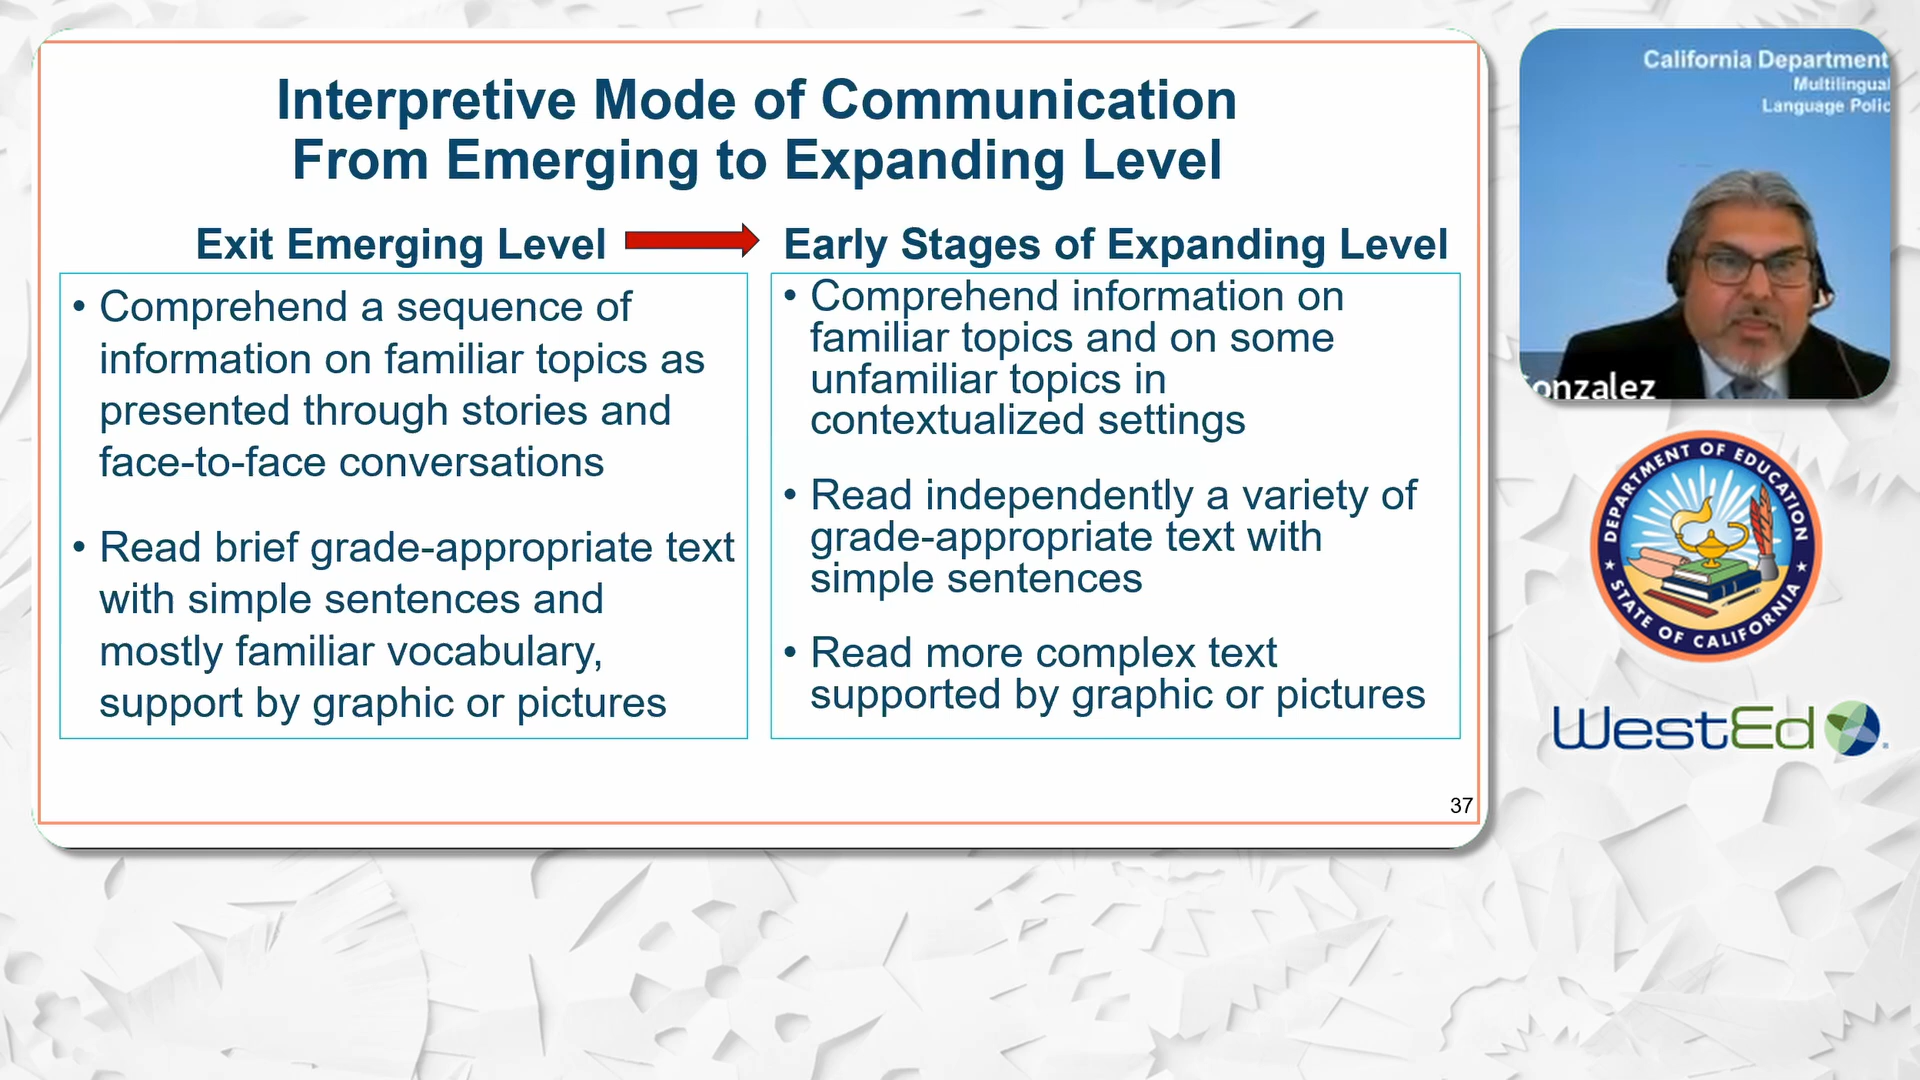 Interpretive Mode of Communication
From Emerging to Expanding Level
Exit Emerging Level
• Comprehend a sequence of
information on familiar topics as
presented through stories and
face-to-face conversations
• Read brief grade-appropriate text
with simple sentences and
mostly familiar vocabulary,
support by graphic or pictures
Early Stages of Expanding Level
• Comprehend information on
familiar topics and on some
unfamiliar topics in
contextualized settings
• Read independently a variety of
grade-appropriate text with
simple sentences
• Read more complex text
supported by graphic or pictures
37
California Department
Multilingual
Language Polic
onzalez
DEPARTMENT OF EDUCATION
STATE OF CALIFORNIA
WestEd